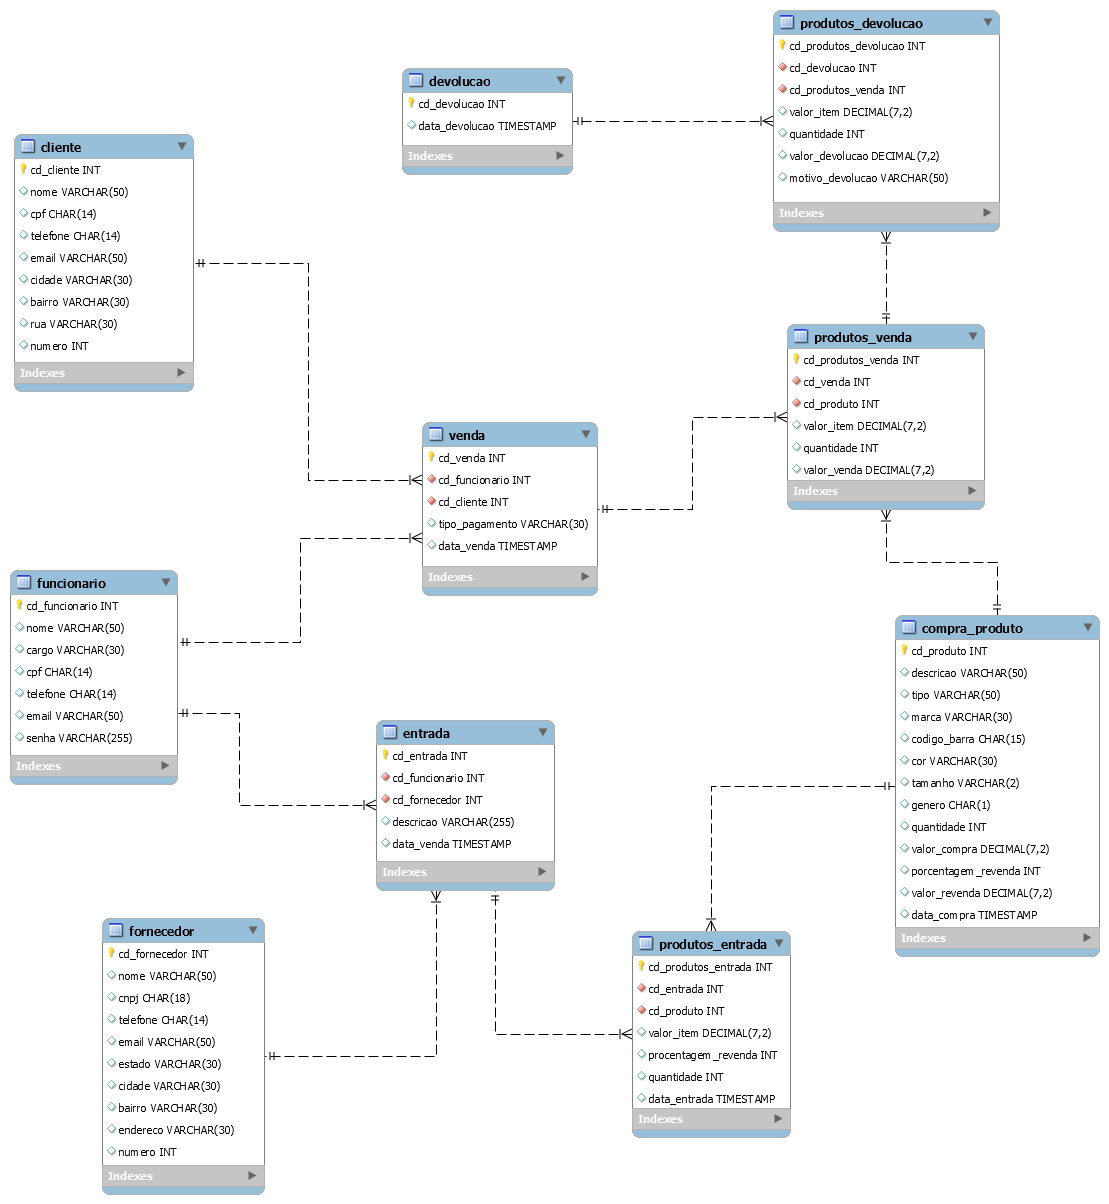 produtos_devolucao
cd_produtos_devolucao INT
cd_devolucao INT
cd_produtos_venda INT
valor_item DECIMAL(7,2)
quantidade INT
valor_devolucao DECIMAL(7,2)
motivo_devolucao VARCHAR(50)
Indexes
devolucao
cd_devolucao INT
data_devolucao TIMESTAMP
Indexes
cliente
cd_cliente INT
nome VARCHAR(50)
cpf CHAR(14)
telefone CHAR(14)
email VARCHAR(50)
cidade VARCHAR(30)
bairro VARCHAR(30)
rua VARCHAR(30)
numero INT
Indexes
produtos_venda
cd_produtos_venda INT
cd_venda INT
cd_produto INT
valor_item DECIMAL(7,2)
quantidade INT
valor_venda DECIMAL(7,2)
Indexes
venda
cd_venda INT
cd_funcionario INT
cd_cliente INT
tipo_pagamento VARCHAR(30)
data_venda TIMESTAMP
Indexes
funcionario
cd_funcionario INT
nome VARCHAR(50)
cargo VARCHAR(30)
cpf CHAR(14)
telefone CHAR(14)
email VARCHAR(50)
senha VARCHAR(255)
Indexes
compra_produto
cd_produto INT
descricao VARCHAR(50)
tipo VARCHAR(50)
marca VARCHAR(30)
codigo_barra CHAR(15)
cor VARCHAR(30)
tamanho VARCHAR(2)
genero CHAR(1)
quantidade INT
valor_compra DECIMAL(7,2)
porcentagem_revenda INT
valor_revenda DECIMAL(7,2)
data_compra TIMESTAMP
Indexes
entrada
cd_entrada INT
cd_funcionario INT
cd_fornecedor INT
descricao VARCHAR(255)
data_venda TIMESTAMP
Indexes
fornecedor
cd_fornecedor INT
nome VARCHAR(50)
cnpj CHAR(18)
telefone CHAR(14)
email VARCHAR(50)
estado VARCHAR(30)
cidade VARCHAR(30)
bairro VARCHAR(30)
endereco VARCHAR(30)
numero INT
Indexes
produtos_entrada
cd_produtos_entrada INT
cd_entrada INT
cd_produto INT
valor_item DECIMAL(7,2)
procentagem_revenda INT
quantidade INT
data_entrada TIMESTAMP
Indexes